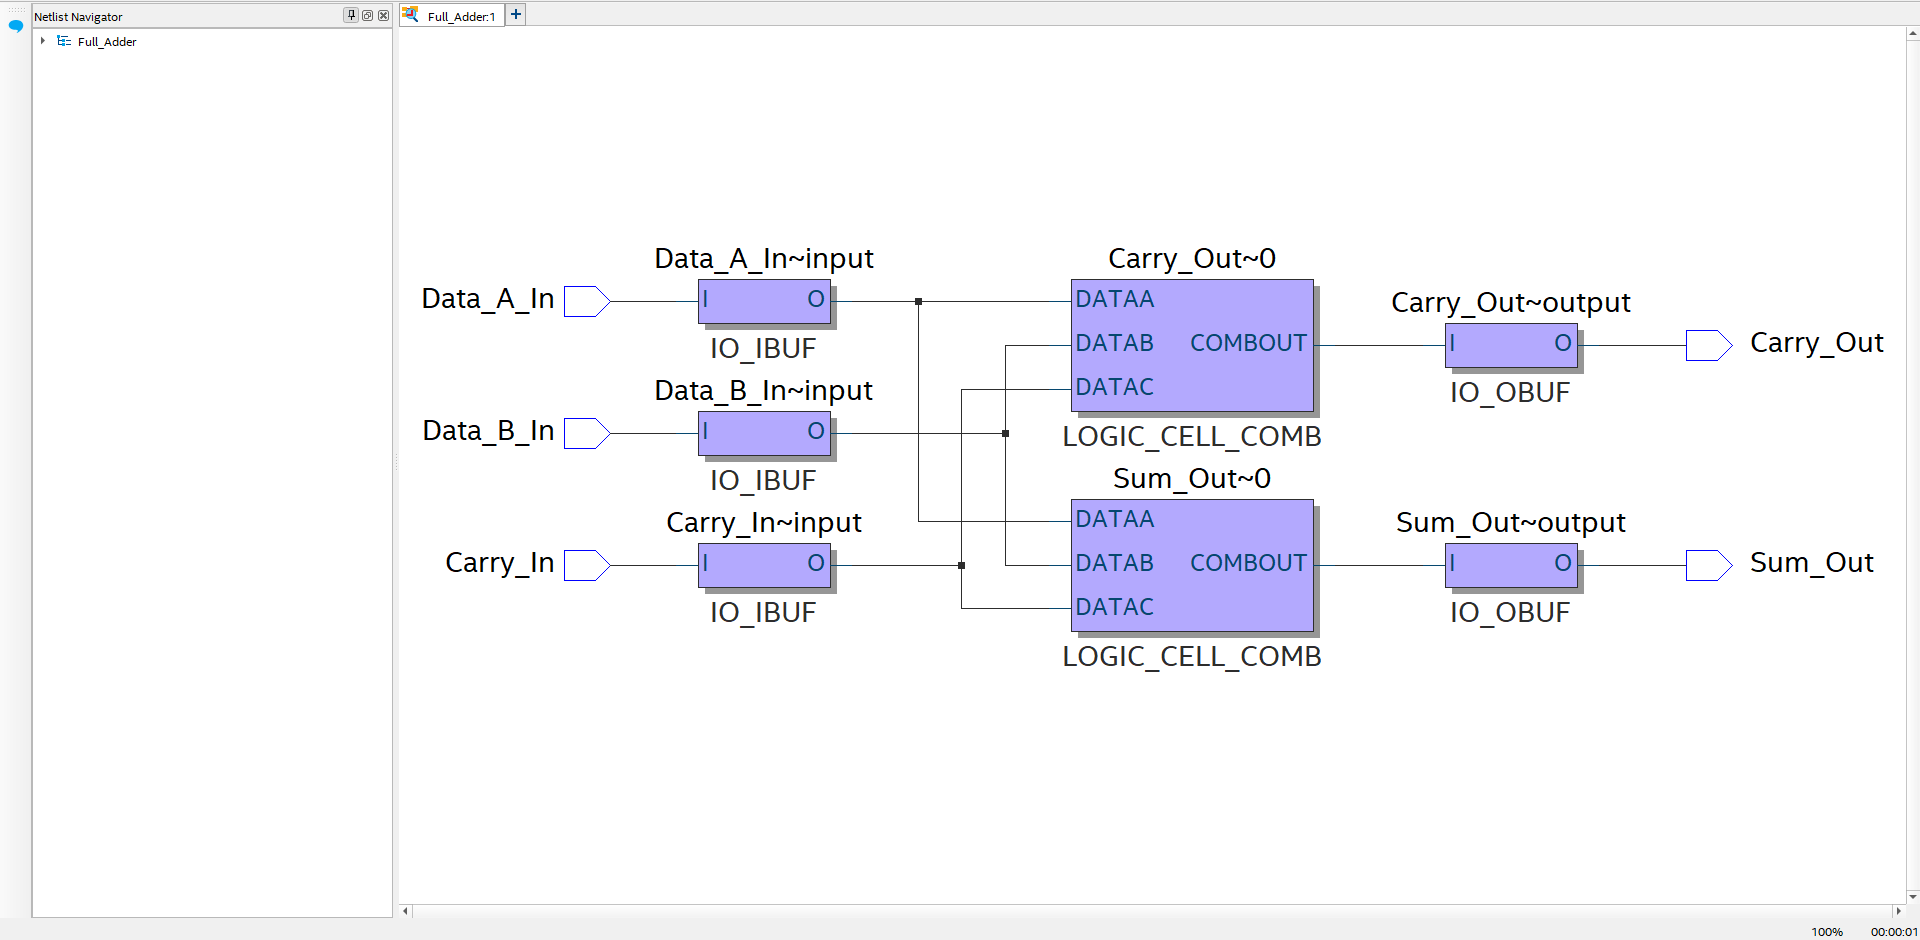 Netlist Navigator
Full_Adder
Full_Adder:1
Data_A_In~input
Data_A_In
I O
IO_IBUF
Data_B_In~input
Data_B_In
I O
IO_IBUF
Carry_In~input
Carry_In
I O
IO_IBUF
Carry_Out~0
DATAA
DATAB COMBOUT
DATAC
LOGIC_CELL_COMB
Sum_Out~0
DATAA
DATAB COMBOUT
DATAC
LOGIC_CELL_COMB
Carry_Out~output
I O
Carry_Out
IO_OBUF
Sum_Out~output
I O
Sum_Out
IO_OBUF
100% 00:00:01